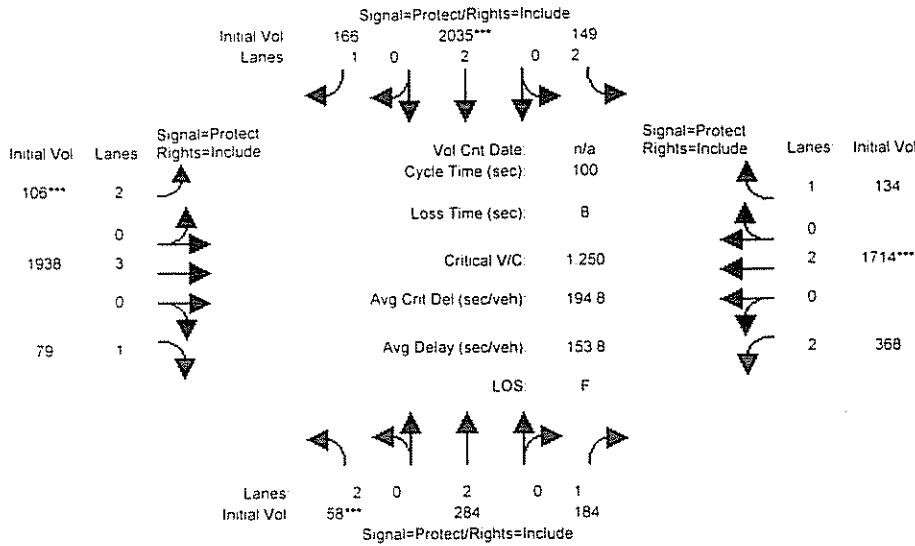 Signal=Protect/Rights=Include
Initial Vol 166 2035*** 149
Lanes 1 0 2 0 2
Signal=Protect
Initial Vol Lanes Rights=Include
Vol Cnt Date: n/a
Signal=Protect
Rights=Include Lanes: Initial Vol
106*** 2
Cycle Time (sec): 100
1 134
0
Loss Time (sec): 8
0
1938 3
Critical V/C: 1.250
2 1714***
0
Avg Crit Del (sec/veh): 194 8
0
79 1
Avg Delay (sec/veh): 153 8
2 368
LOS: F
Lanes: 2 0 2 0 1
Initial Vol 58*** 284 184
Signal=Protect/Rights=Include